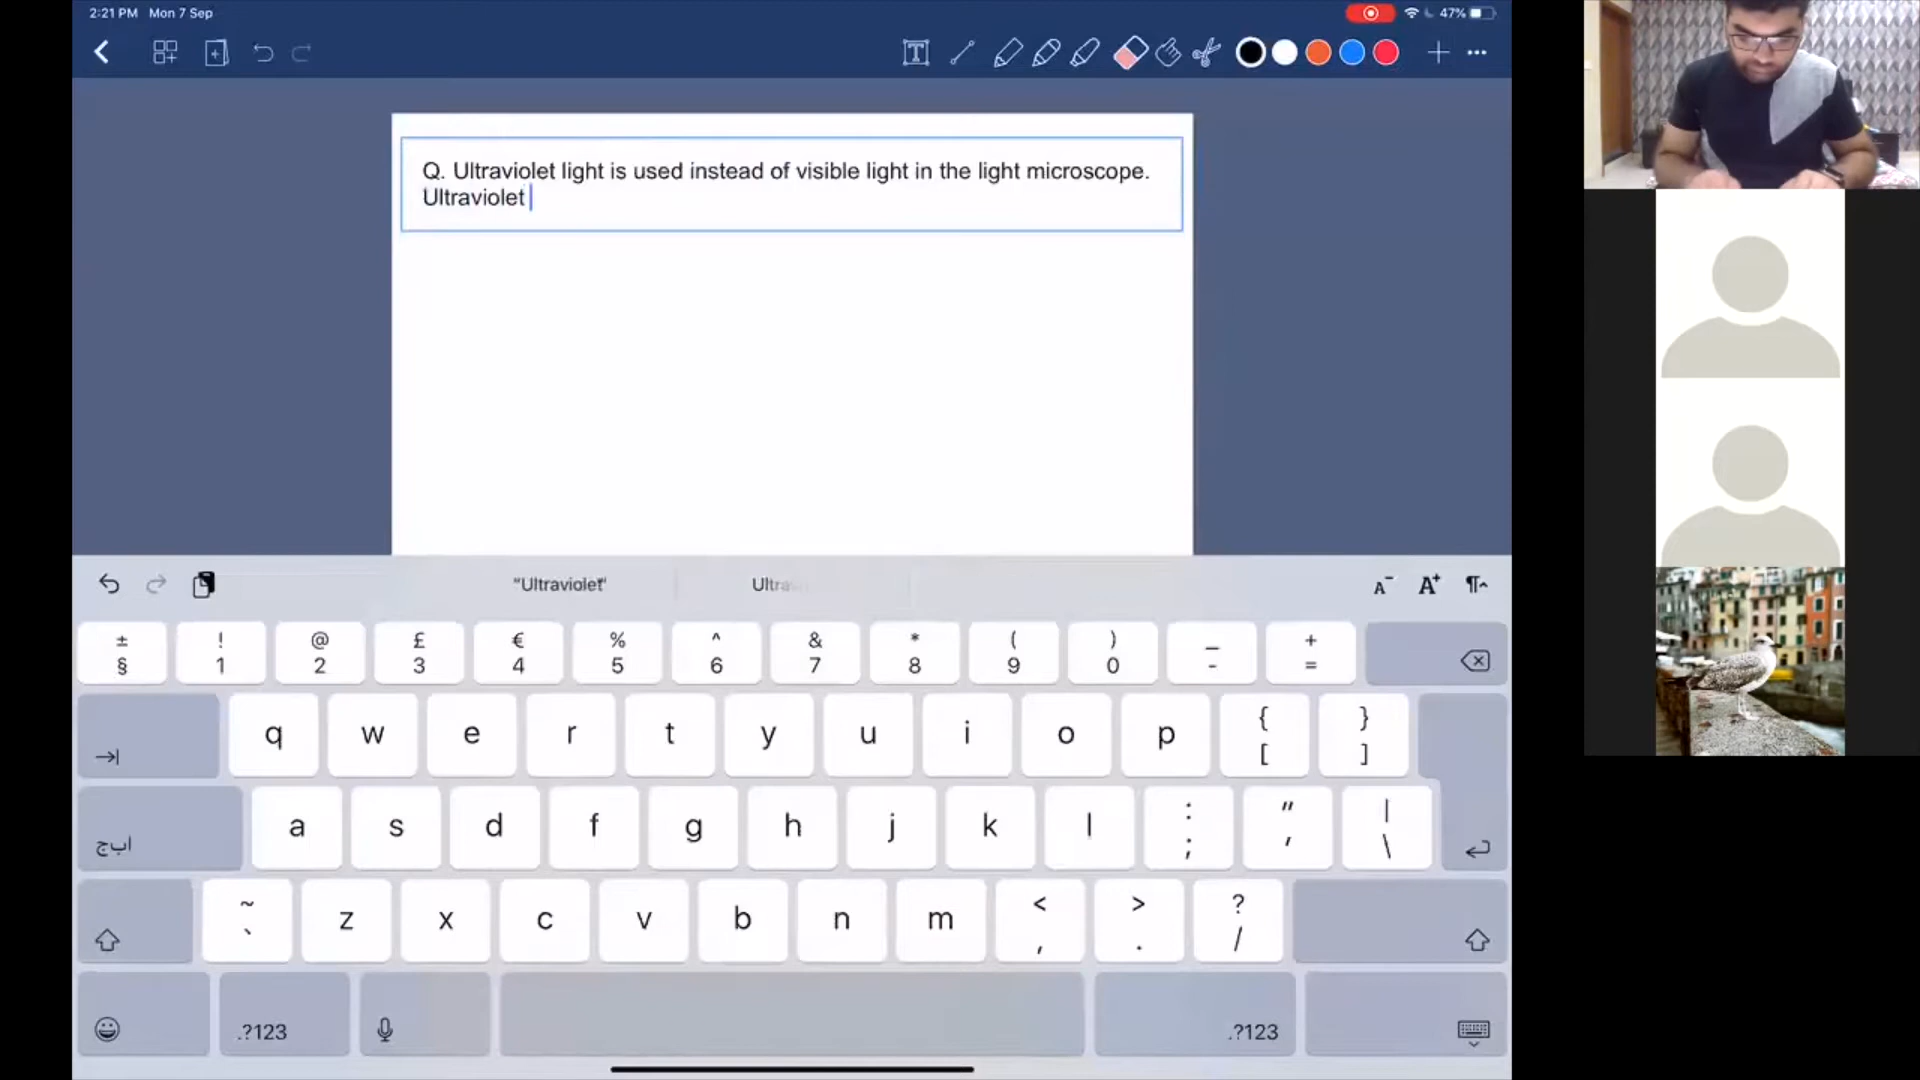 2:21 PM Mon 7 Sep
47%
Q. Ultraviolet light is used instead of visible light in the light microscope.
Ultraviolet
"Ultraviolet" Ultra
A- A+
± ! @ £ € % ^ & * ( ) _ +
§ 1 2 3 4 5 6 7 8 9 0 - =
q w e r t y u i o p { }
[ ]
ابج a s d f g h j k l : " |
; ' \
~ z x c v b n m < > ?
` , . /
.?123 .?123